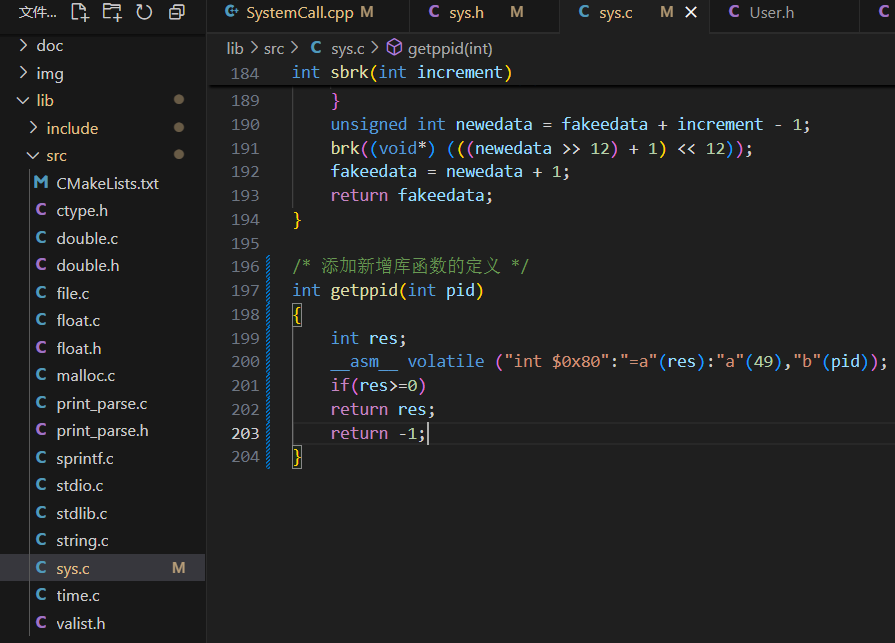 文件...
SystemCall.cpp M
sys.h M
sys.c M
User.h
doc
img
lib
include
src
CMakeLists.txt
ctype.h
double.c
double.h
file.c
float.c
float.h
malloc.c
print_parse.c
print_parse.h
sprintf.c
stdio.c
stdlib.c
string.c
sys.c M
time.c
valist.h
lib > src > C sys.c > getppid(int)
184 int sbrk(int increment)
189 }
190 unsigned int newedata = fakeedata + increment - 1;
191 brk((void*) (((newedata >> 12) + 1) << 12));
192 fakeedata = newedata + 1;
193 return fakeedata;
194 }
195
196 /* 添加新增库函数的定义 */
197 int getppid(int pid)
198 {
199 int res;
200 __asm__ volatile ("int $0x80":"=a"(res):"a"(49),"b"(pid));
201 if(res>=0)
202 return res;
203 return -1;
204 }